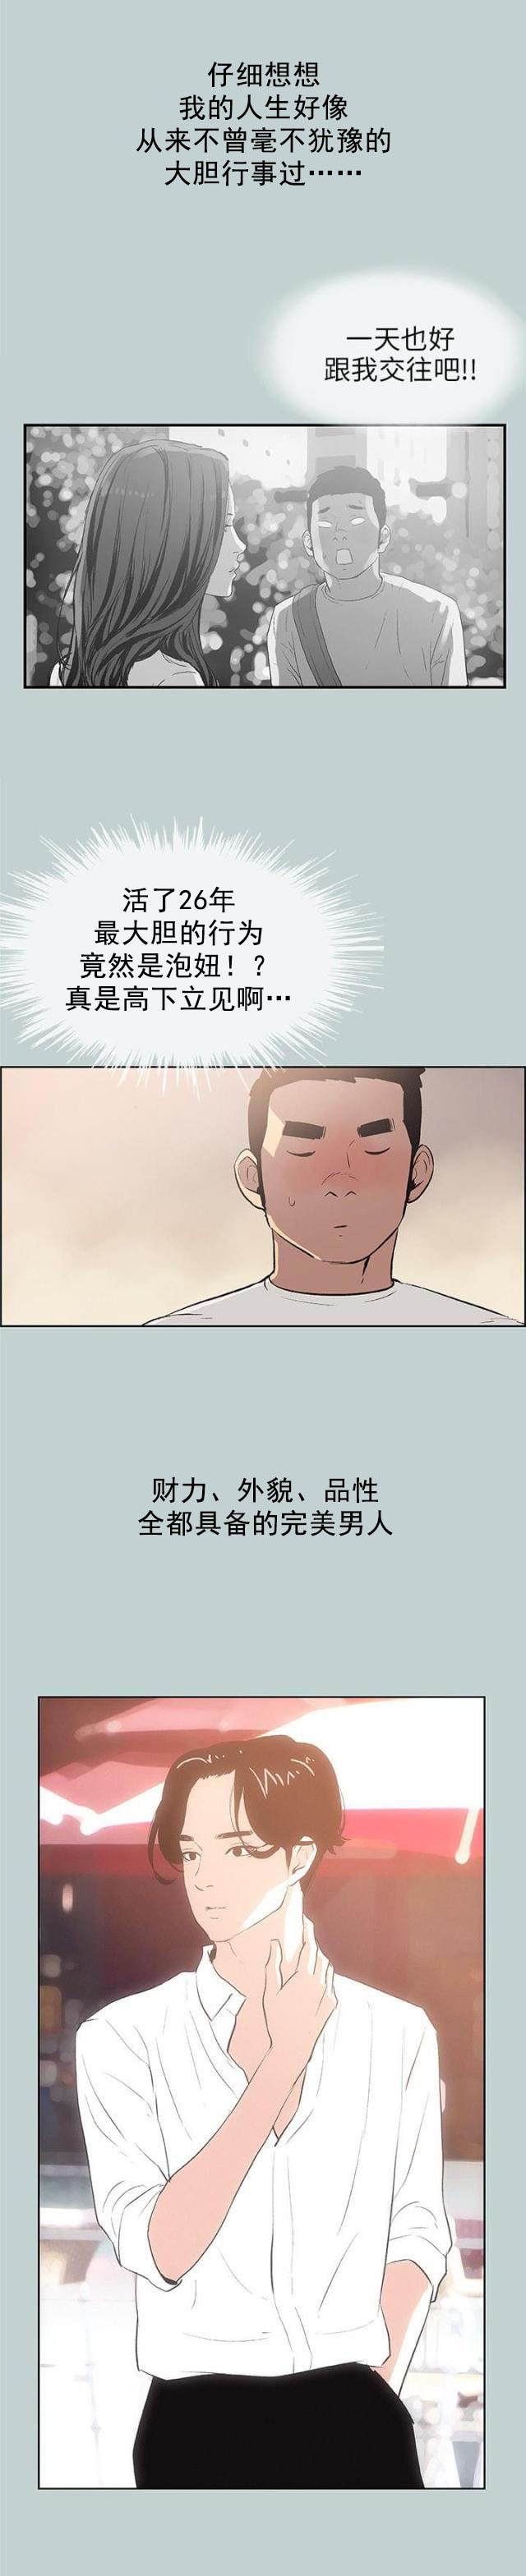 仔细想想
我的人生好像
从来不曾毫不犹豫的
大胆行事过……
一天也好
跟我交往吧!!
活了26年
最大胆的行为
竟然是泡妞！？
真是高下立见啊…
财力、外貌、品性
全都具备的完美男人